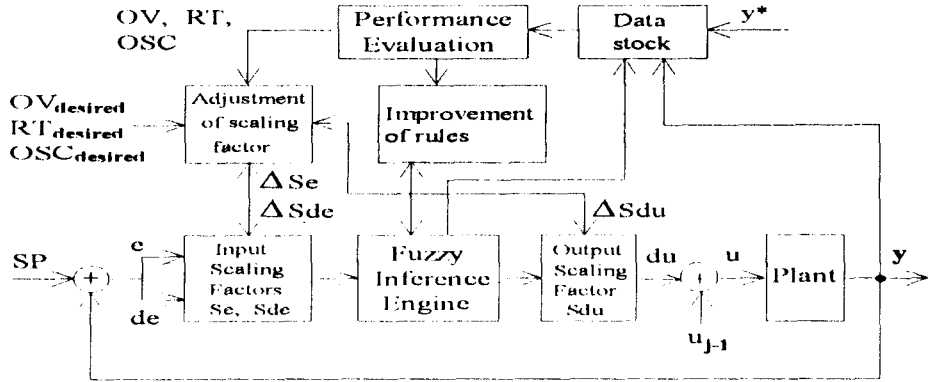 OV, RT,
OSC
Performance
Evaluation
Data
stock
y*
OVdesired
RTdesired
OSCdesired
Adjustment
of scaling
factor
Improvement
of rules
ΔSe
ΔSde
ΔSdu
SP
+
e
de
Input
Scaling
Factors
Se, Sde
Fuzzy
Inference
Engine
Output
Scaling
Factor
Sdu
du
+
uj-1
u
Plant
y